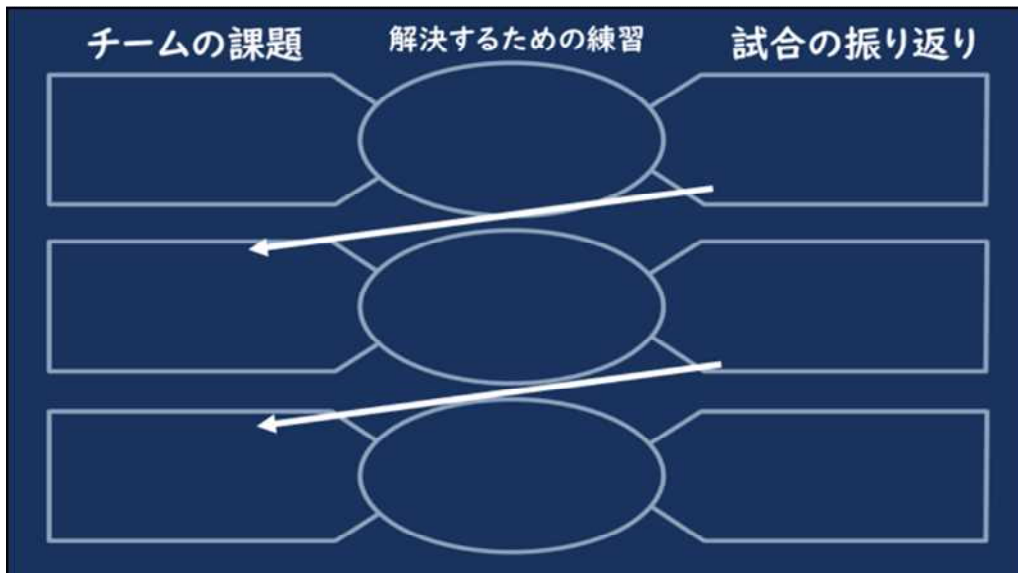 チームの課題
解決するための練習
試合の振り返り